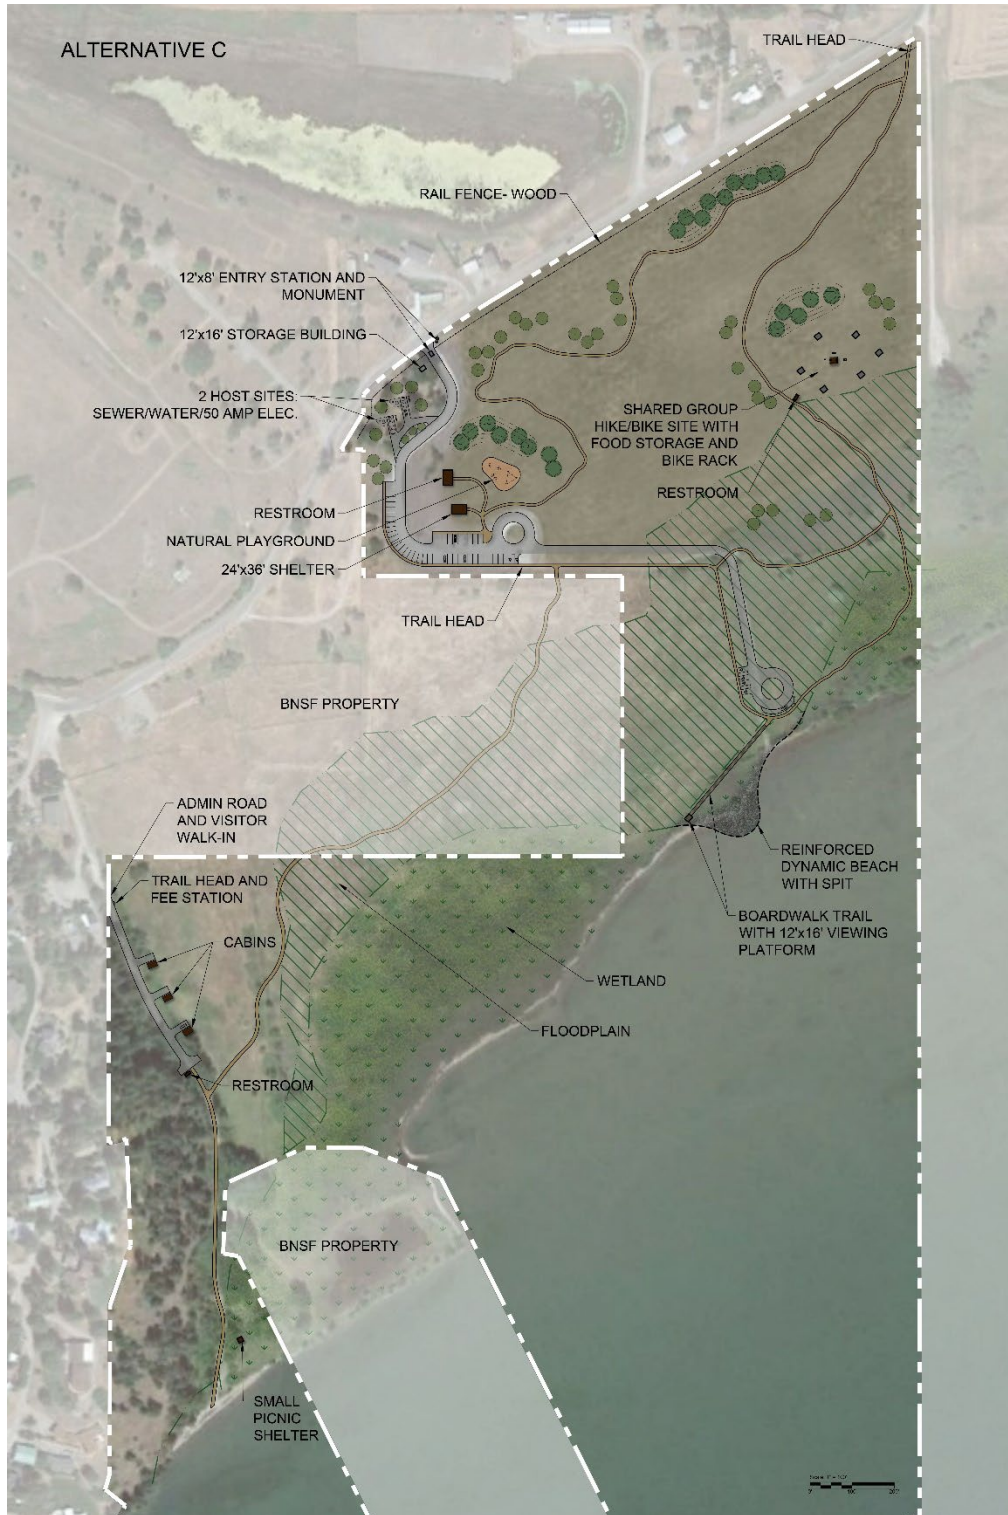 ALTERNATIVE C
TRAIL HEAD
RAIL FENCE- WOOD
12'x8' ENTRY STATION AND
MONUMENT
12'x16' STORAGE BUILDING
2 HOST SITES:
SEWER/WATER/50 AMP ELEC.
SHARED GROUP
HIKE/BIKE SITE WITH
FOOD STORAGE AND
BIKE RACK
RESTROOM
RESTROOM
NATURAL PLAYGROUND
24'x36' SHELTER
TRAIL HEAD
BNSF PROPERTY
ADMIN ROAD
AND VISITOR
WALK-IN
TRAIL HEAD AND
FEE STATION
CABINS
REINFORCED
DYNAMIC BEACH
WITH SPIT
BOARDWALK TRAIL
WITH 12'x16' VIEWING
PLATFORM
WETLAND
FLOODPLAIN
RESTROOM
BNSF PROPERTY
SMALL
PICNIC
SHELTER